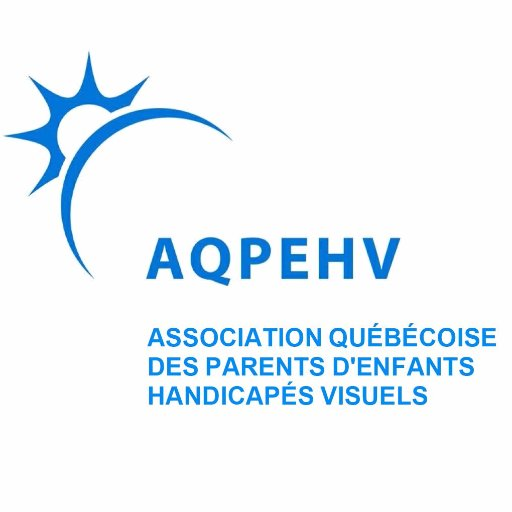 AQPEHV
ASSOCIATION QUÉBÉCOISE
DES PARENTS D'ENFANTS
HANDICAPÉS VISUELS